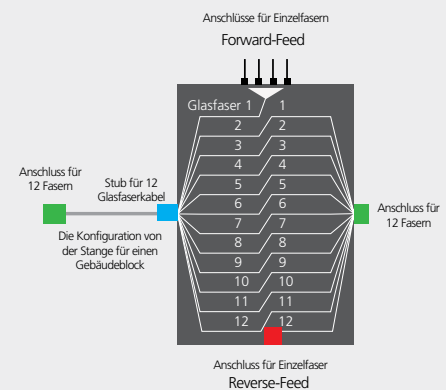 Anschlüsse für Einzelfasern
Forward-Feed
Glasfaser 1 1
2 2
3 3
4 4
5 5
6 6
7 7
8 8
9 9
10 10
11 11
12 12
Anschluss für
12 Fasern
Stub für 12
Glasfaserkabel
Die Konfiguration von
der Stange für einen
Gebäudeblock
Anschluss für
12 Fasern
Anschluss für Einzelfaser
Reverse-Feed